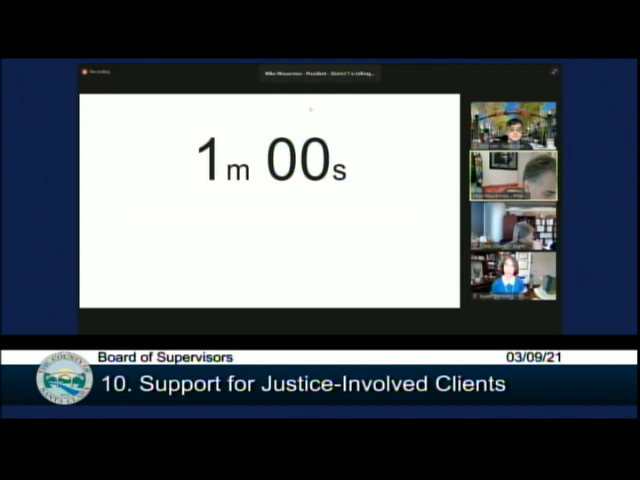 Recording
Mike Wasserman - President - District 1 is talking...
1m 00s
Board of Supervisors
03/09/21
10. Support for Justice-Involved Clients